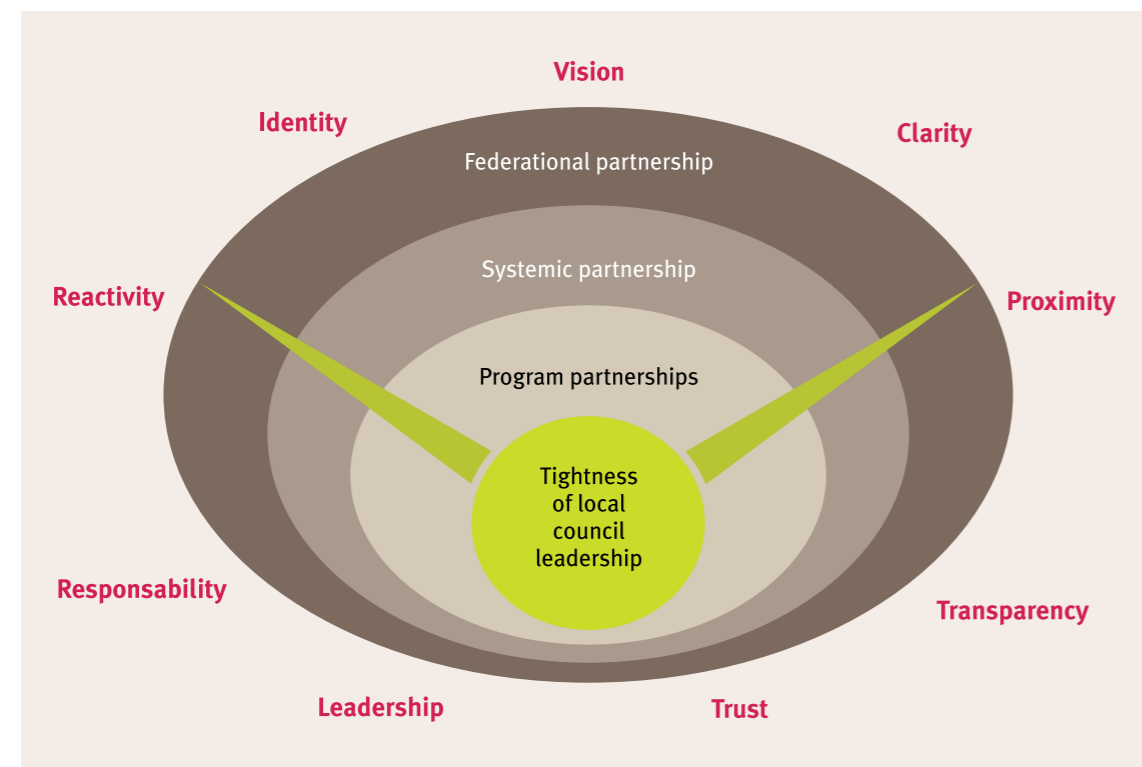 Vision
Identity
Clarity
Federational partnership
Systemic partnership
Reactivity
Proximity
Program partnerships
Tightness
of local
council
leadership
Responsability
Transparency
Leadership
Trust